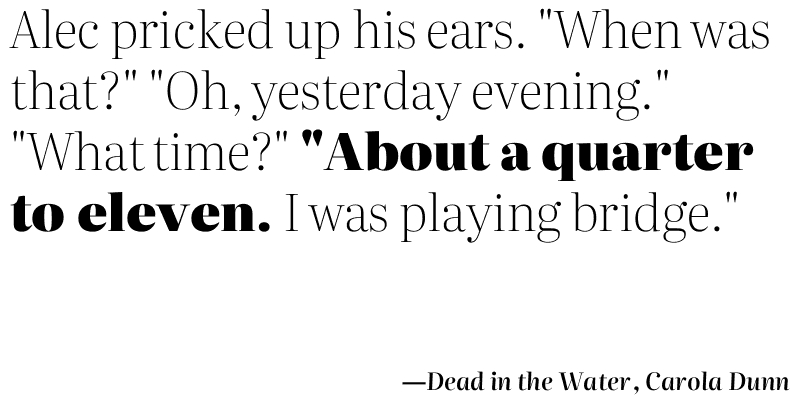 Alec pricked up his ears. "When was
that?" "Oh, yesterday evening."
"What time?" "About a quarter
to eleven. I was playing bridge."
—Dead in the Water, Carola Dunn